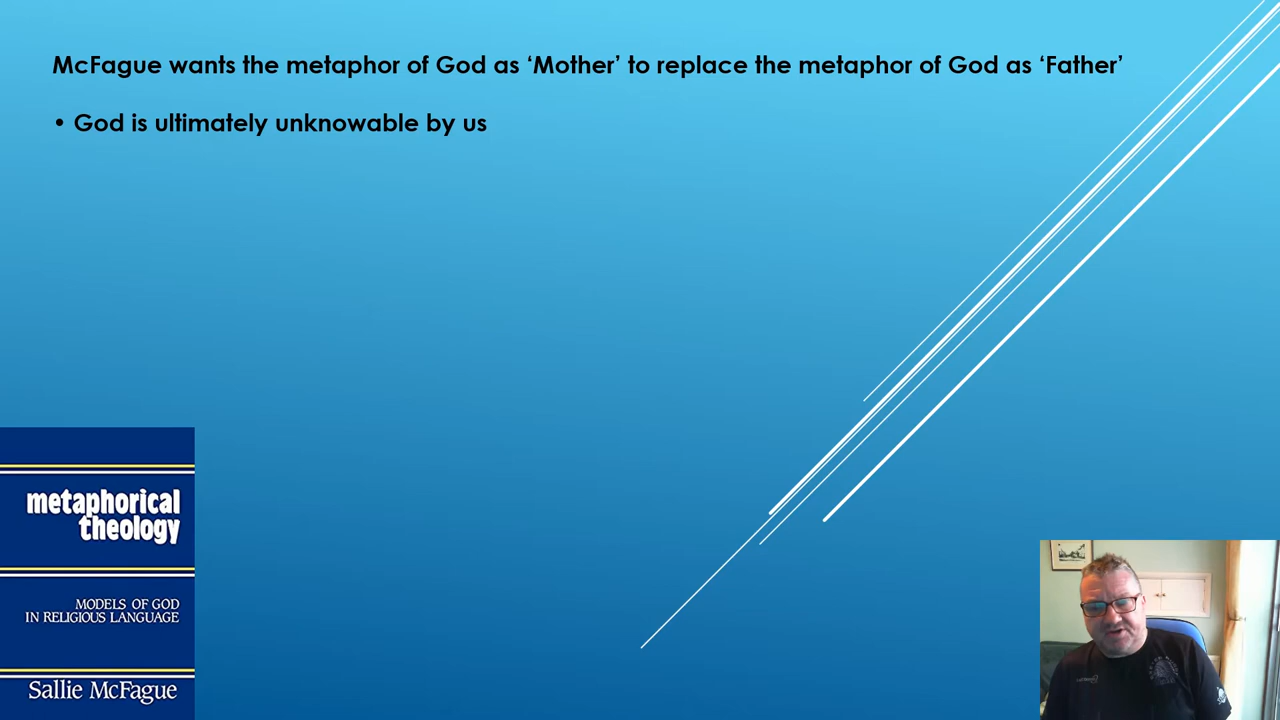 McFague wants the metaphor of God as ‘Mother’ to replace the metaphor of God as ‘Father’
• God is ultimately unknowable by us
metaphorical
theology
MODELS OF GOD
IN RELIGIOUS LANGUAGE
Sallie McFague